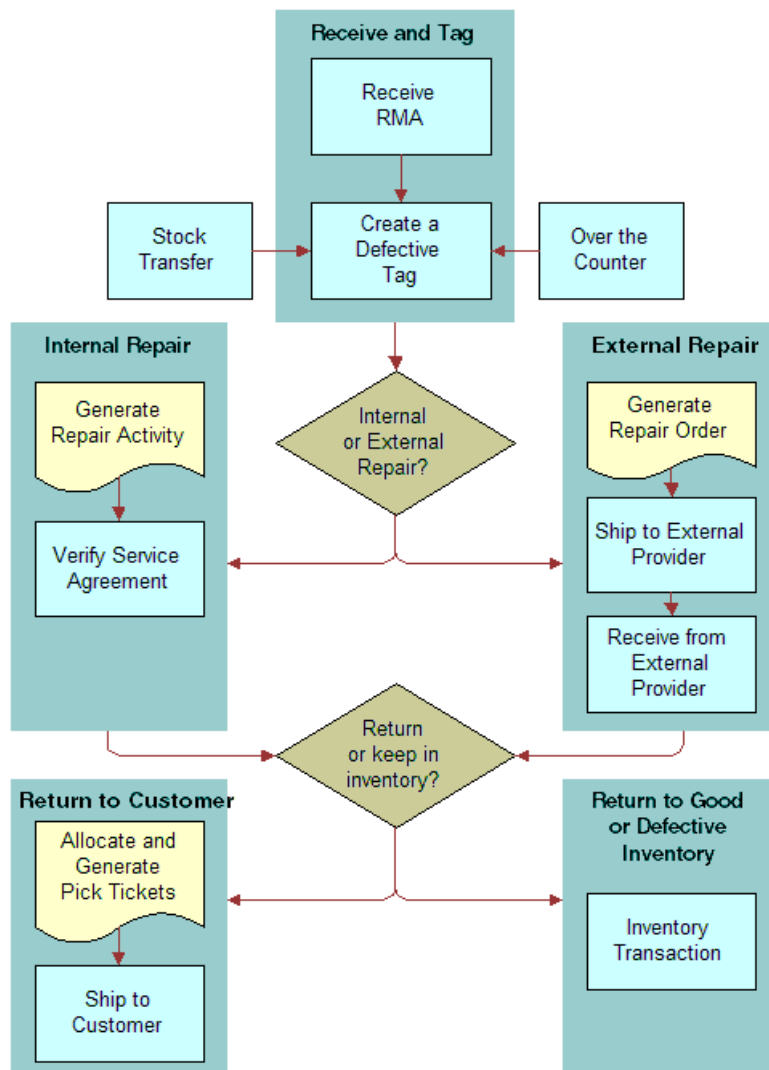 Receive and Tag
Receive
RMA
Stock
Transfer
Create a
Defective
Tag
Over the
Counter
Internal Repair
Generate
Repair Activity
Verify Service
Agreement
Internal
or External
Repair?
External Repair
Generate
Repair Order
Ship to External
Provider
Receive from
External
Provider
Return
or keep in
inventory?
Return to Customer
Allocate and
Generate
Pick Tickets
Ship to
Customer
Return to Good
or Defective
Inventory
Inventory
Transaction